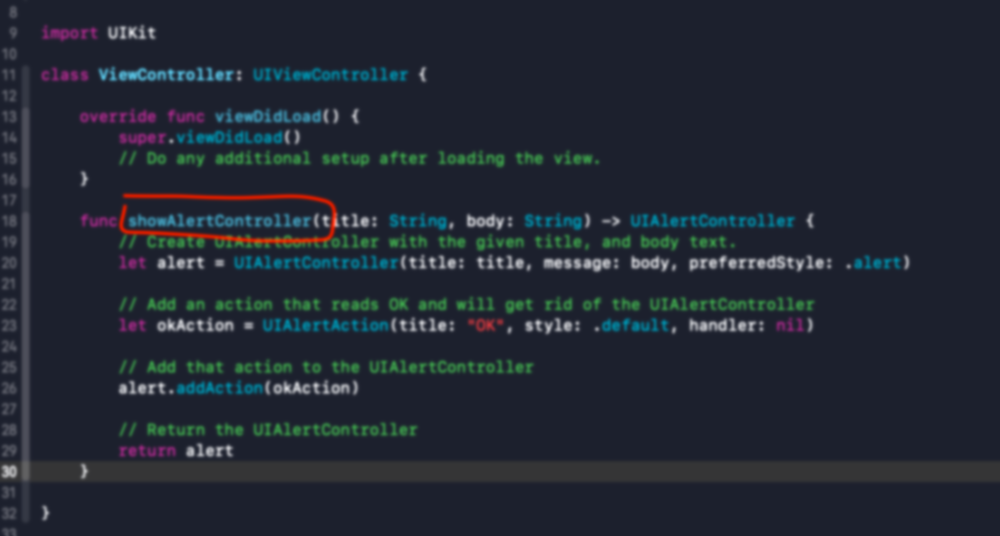 8
9 import UIKit
10
11 class ViewController: UIViewController {
12
13 override func viewDidLoad() {
14 super.viewDidLoad()
15 // Do any additional setup after loading the view.
16 }
17
18 func showAlertController(title: String, body: String) -> UIAlertController {
19 // Create UIAlertController with the given title, and body text.
20 let alert = UIAlertController(title: title, message: body, preferredStyle: .alert)
21
22 // Add an action that reads OK and will get rid of the UIAlertController
23 let okAction = UIAlertAction(title: "OK", style: .default, handler: nil)
24
25 // Add that action to the UIAlertController
26 alert.addAction(okAction)
27
28 // Return the UIAlertController
29 return alert
30 }
31
32 }
33